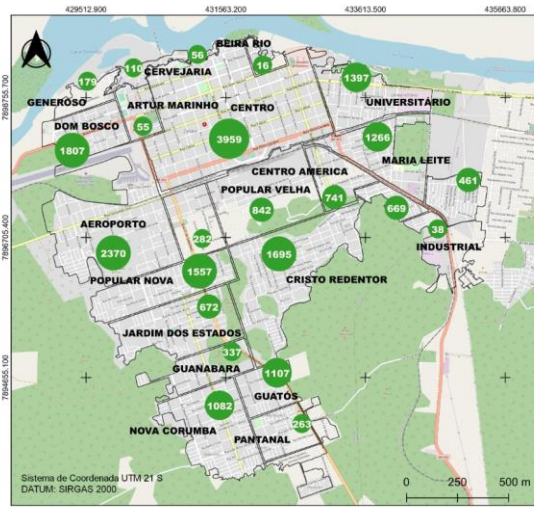 429512.900 431563.200 433613.500 435663.800
7898755.700
7896705.400
7894655.100
BEIRA RIO
56
110
16
CERVEJARIA
179
1397
GENEROSO
ARTUR MARINHO
CENTRO
UNIVERSITÁRIO
DOM BOSCO
55
1807
3959
1266
MARIA LEITE
CENTRO AMERICA
POPULAR VELHA
461
741
842
669
AEROPORTO
38
282
INDUSTRIAL
2370
1695
1557
POPULAR NOVA
CRISTO REDENTOR
672
JARDIM DOS ESTADOS
337
GUANABARA
1107
GUATÓS
1082
263
NOVA CORUMBA
PANTANAL
Sistema de Coordenada UTM 21 S
DATUM: SIRGAS 2000
0 250 500 m